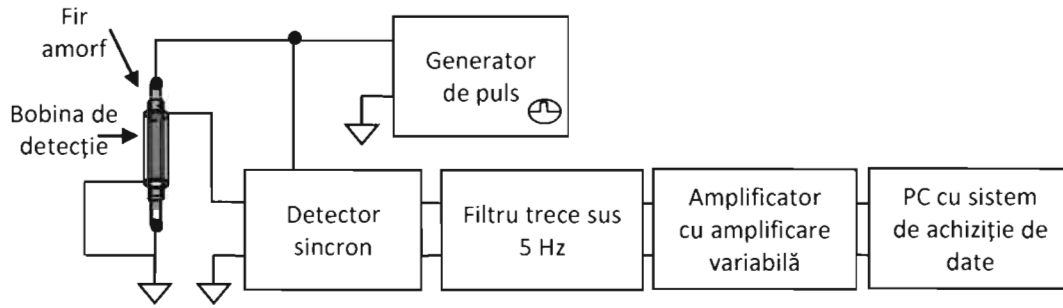 Fir
amorf
Bobina de
detecție
Generator
de puls
Detector
sincron
Filtru trece sus
5 Hz
Amplificator
cu amplificare
variabilă
PC cu sistem
de achiziție de
date